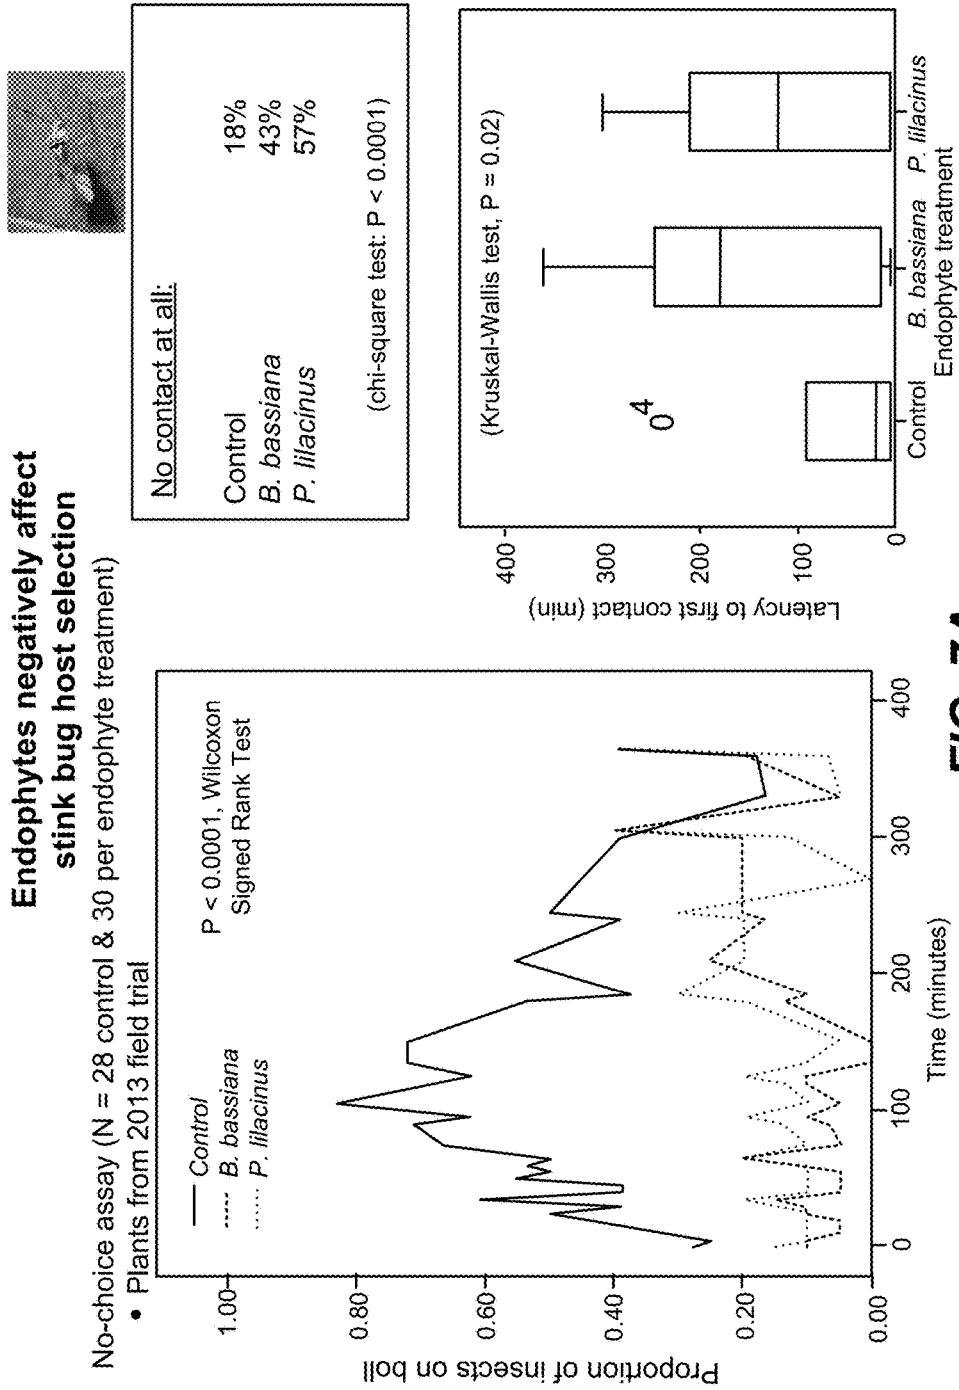 Endophytes negatively affect
stink bug host selection
No-choice assay (N = 28 control & 30 per endophyte treatment)
• Plants from 2013 field trial
Proportion of insects on boll
1.00
0.80
0.60
0.40
0.20
0.00
Control
B. bassiana
P. lilacinus
P < 0.0001, Wilcoxon
Signed Rank Test
0
100
200
300
400
Time (minutes)
No contact at all:
Control 18%
B. bassiana 43%
P. lilacinus 57%
(chi-square test: P < 0.0001)
Latency to first contact (min)
400
300
200
100
0
(Kruskal-Wallis test, P = 0.02)
4
0
Control B. bassiana P. lilacinus
Endophyte treatment